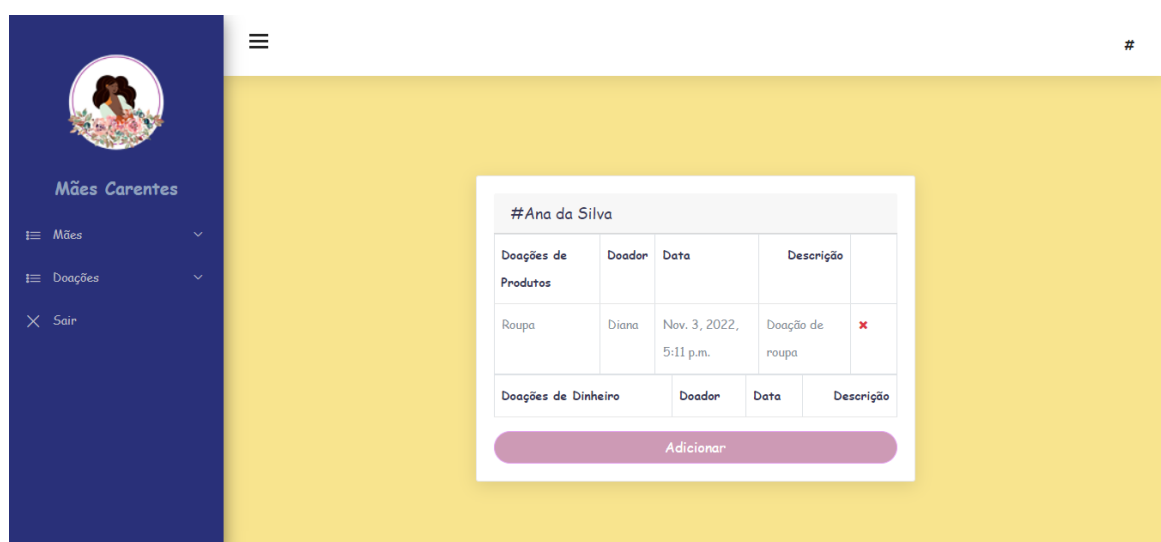 #
Mães Carentes
Mães
Doações
Sair
#Ana da Silva
Doações de Produtos Doador Data Descrição
Roupa Diana Nov. 3, 2022, 5:11 p.m. Doação de roupa
Doações de Dinheiro Doador Data Descrição
Adicionar